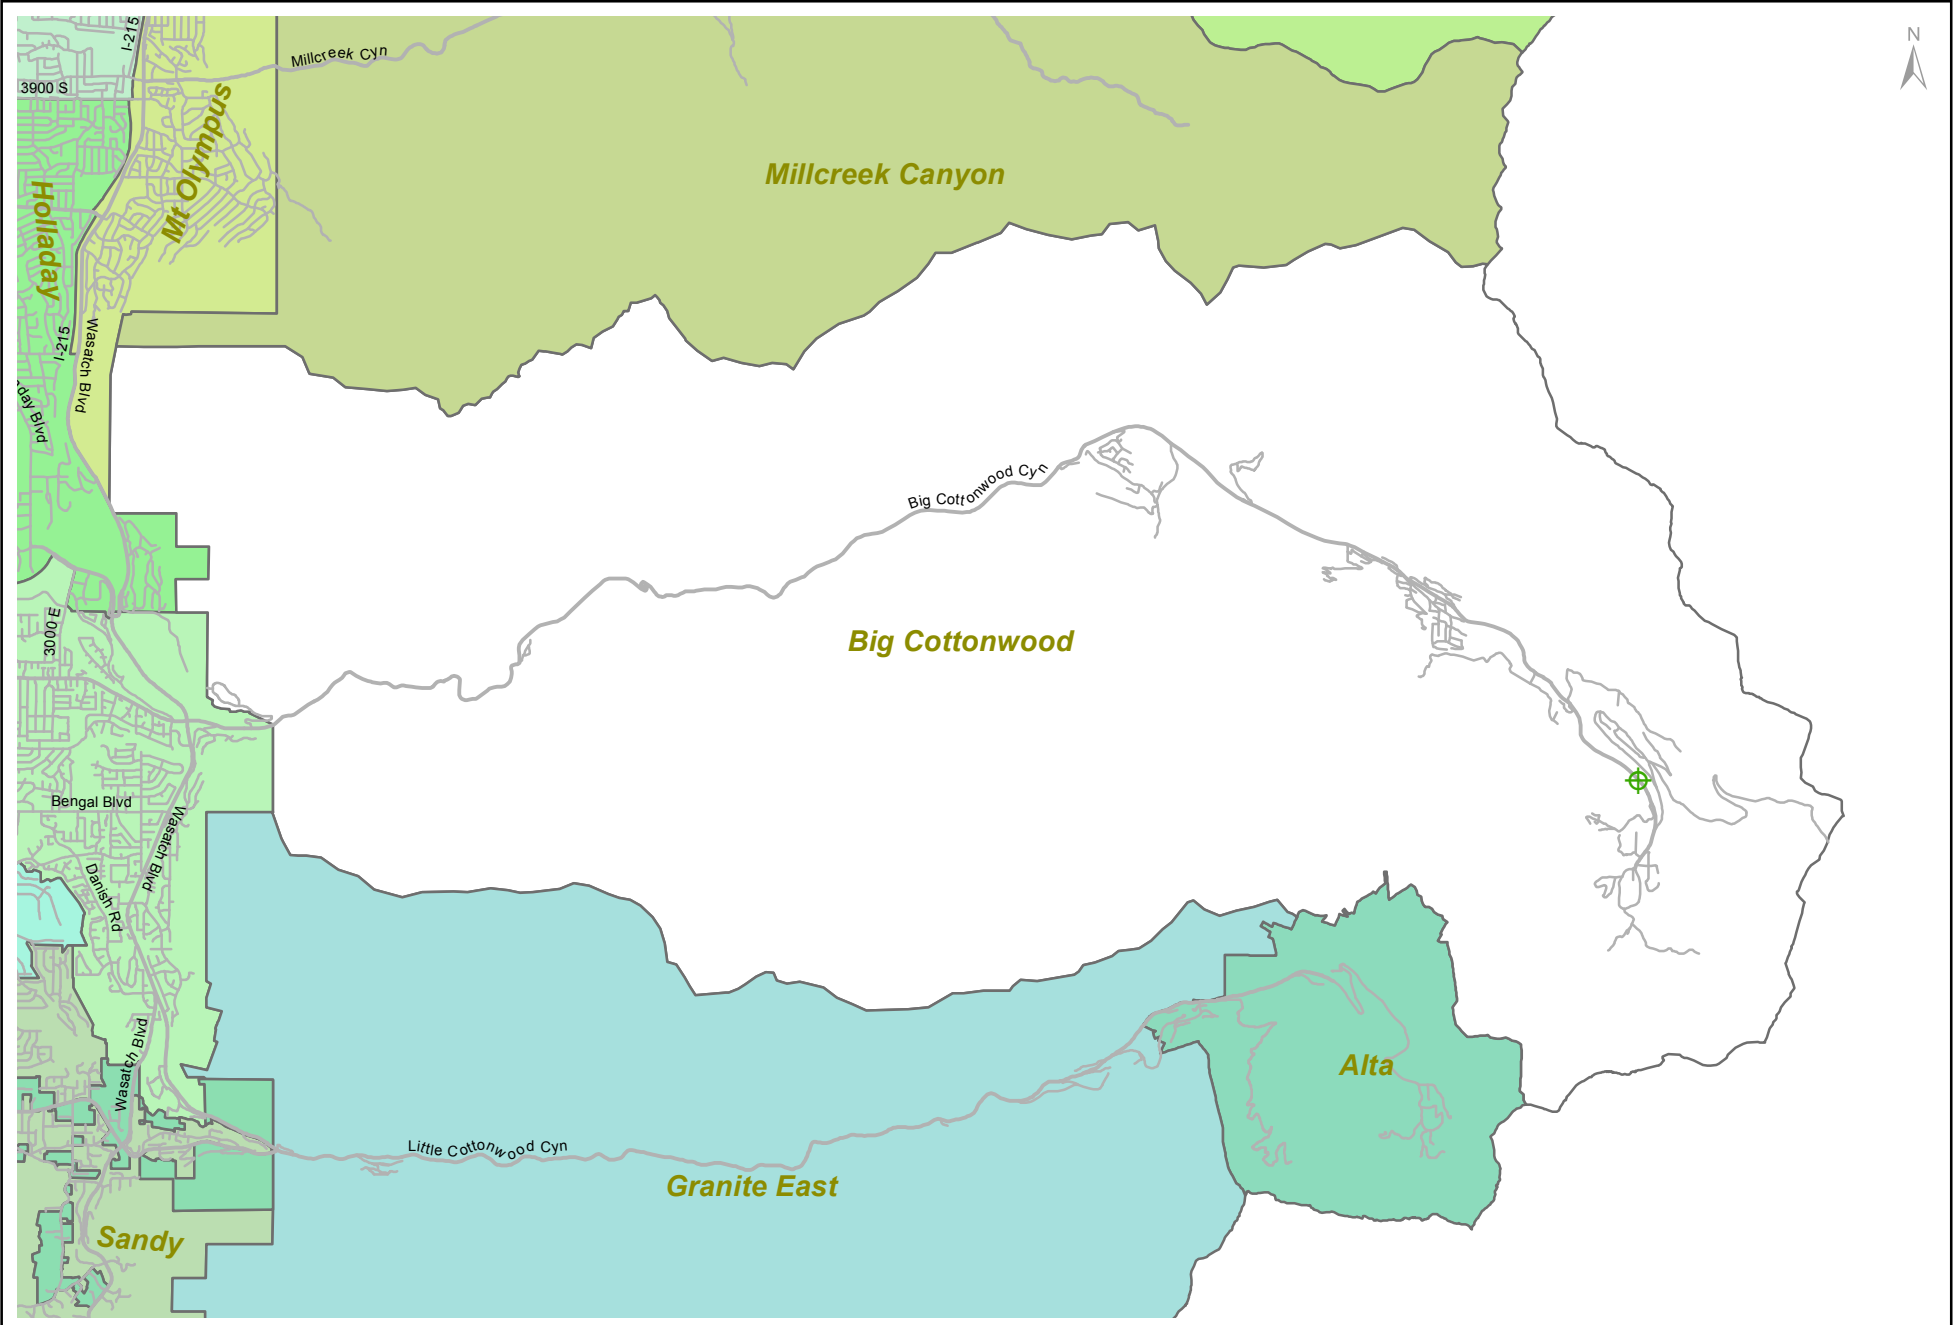 I-215
Millcreek Cyn
N
3900 S
Mt Olympus
Millcreek Canyon
Holladay
I-215
Wasatch Blvd
day Blvd
Big Cottonwood Cyn
3000 E
Big Cottonwood
Bengal Blvd
Wasatch Blvd
Danish Rd
Wasatch Blvd
Alta
Little Cottonwood Cyn
Granite East
Sandy